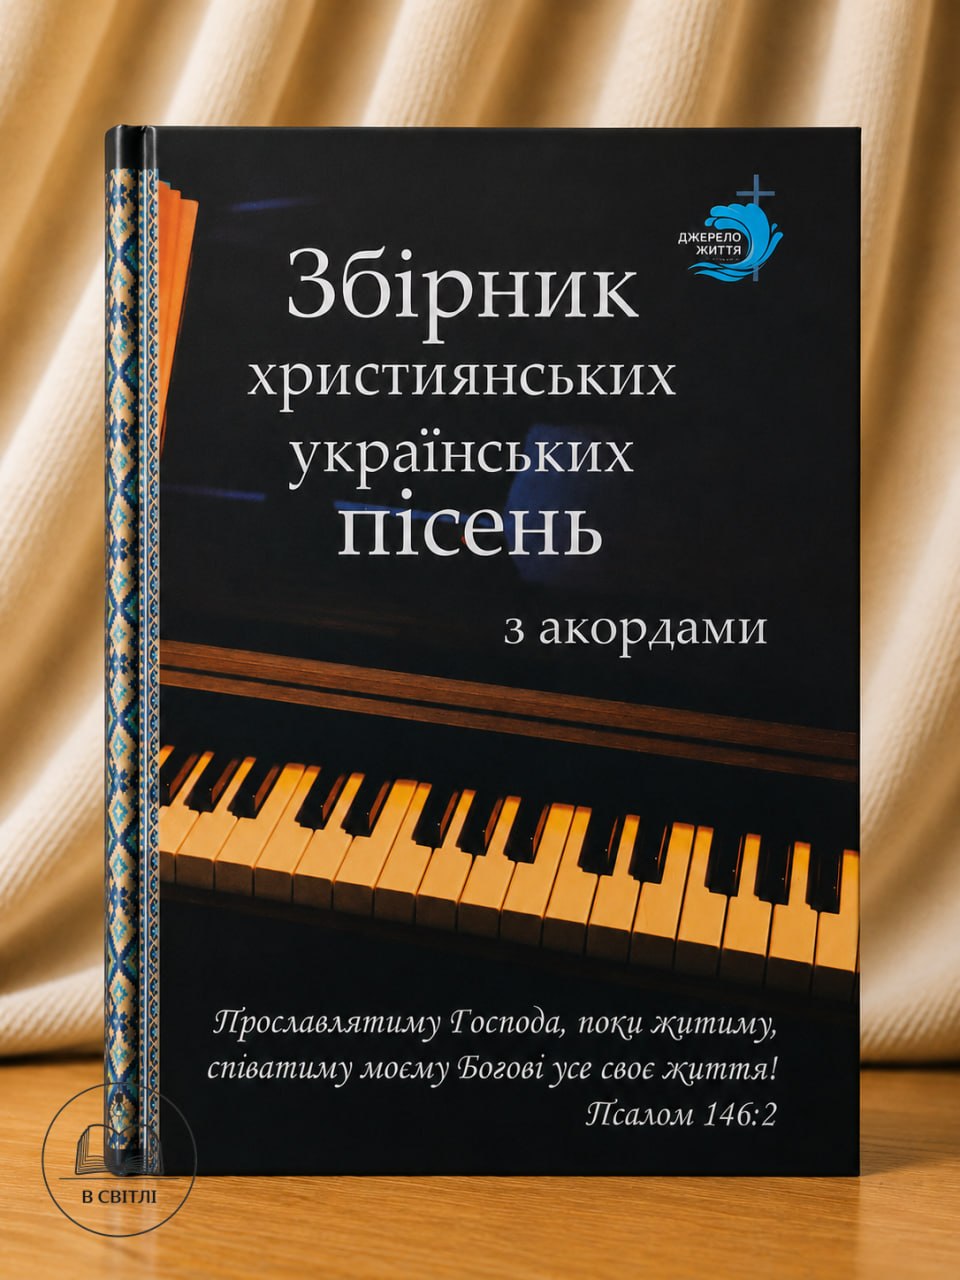 ДЖЕРЕЛО
ЖИТТЯ
Збірник
християнських
українських
пісень
з акордами
Прославлятиму Господа, поки житиму,
співатиму моєму Богові усе своє життя!
Псалом 146:2
В СВІТЛІ